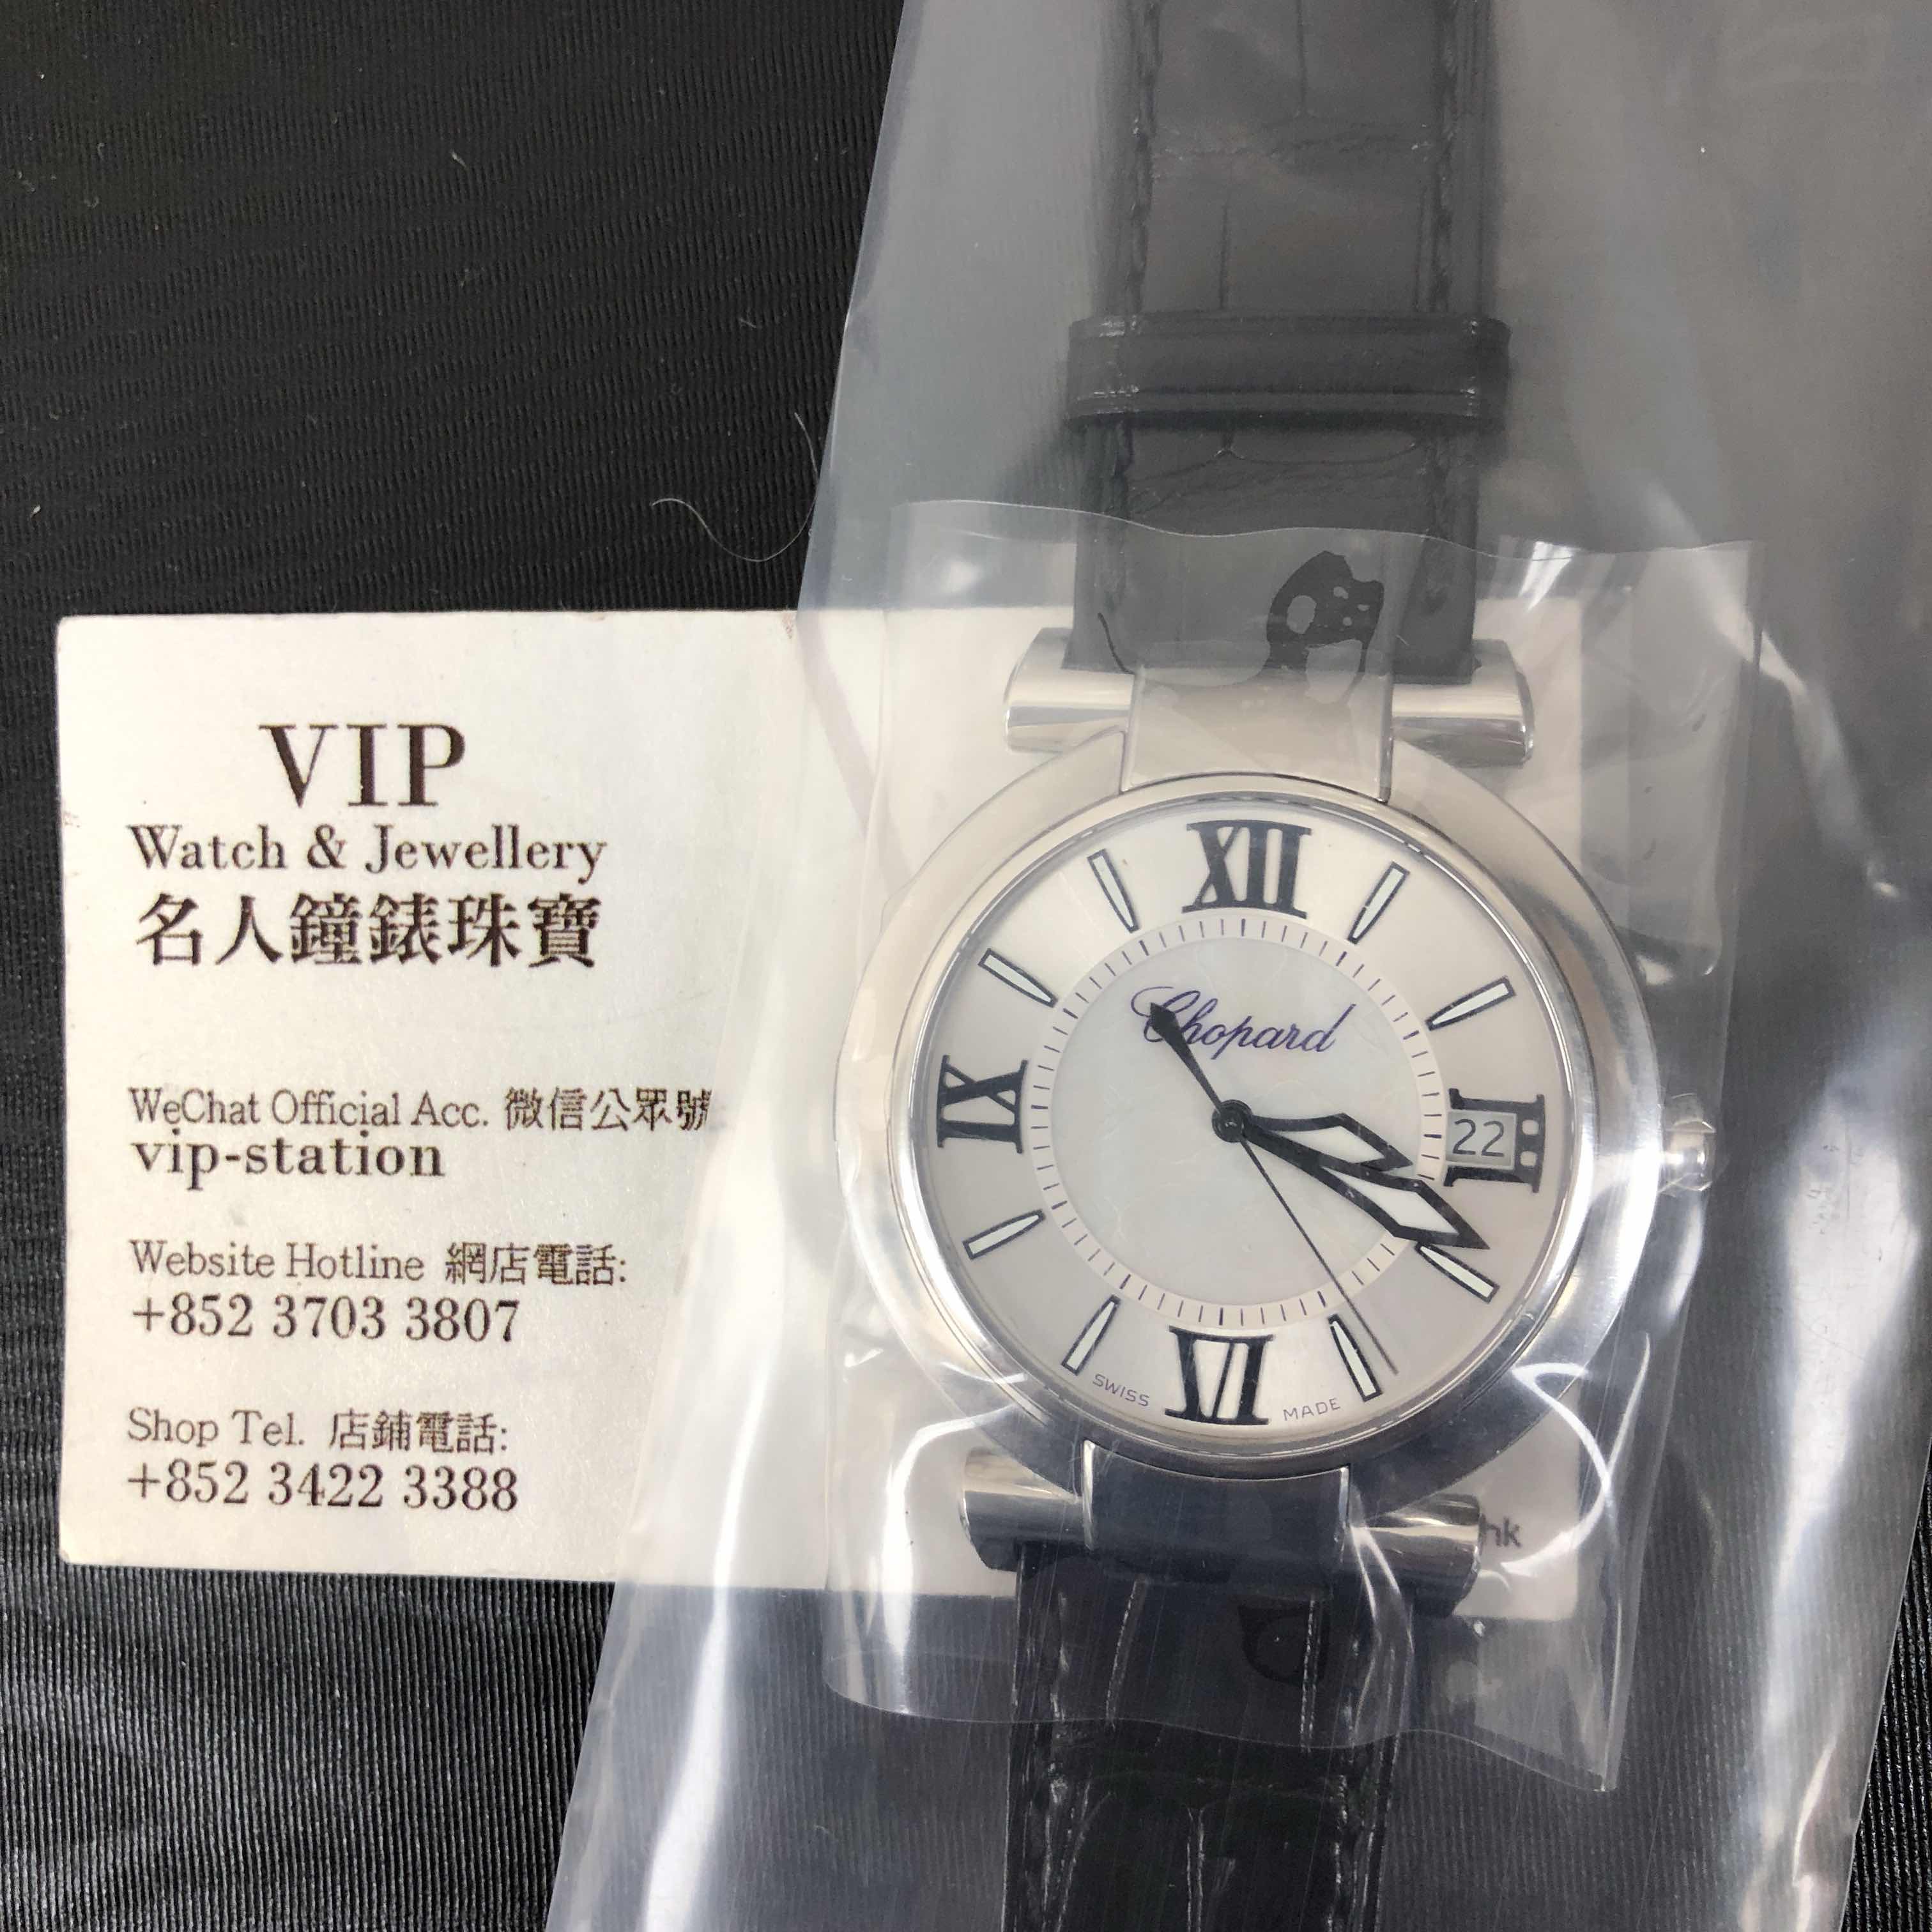 VIP
Watch & Jewellery
名人鐘錶珠寶
WeChat Official Acc. 微信公眾號
vip-station
Website Hotline 網店電話:
+852 3703 3807
Shop Tel. 店鋪電話:
+852 3422 3388
XII
Chopard
IX
22
III
VI
SWISS MADE
hk